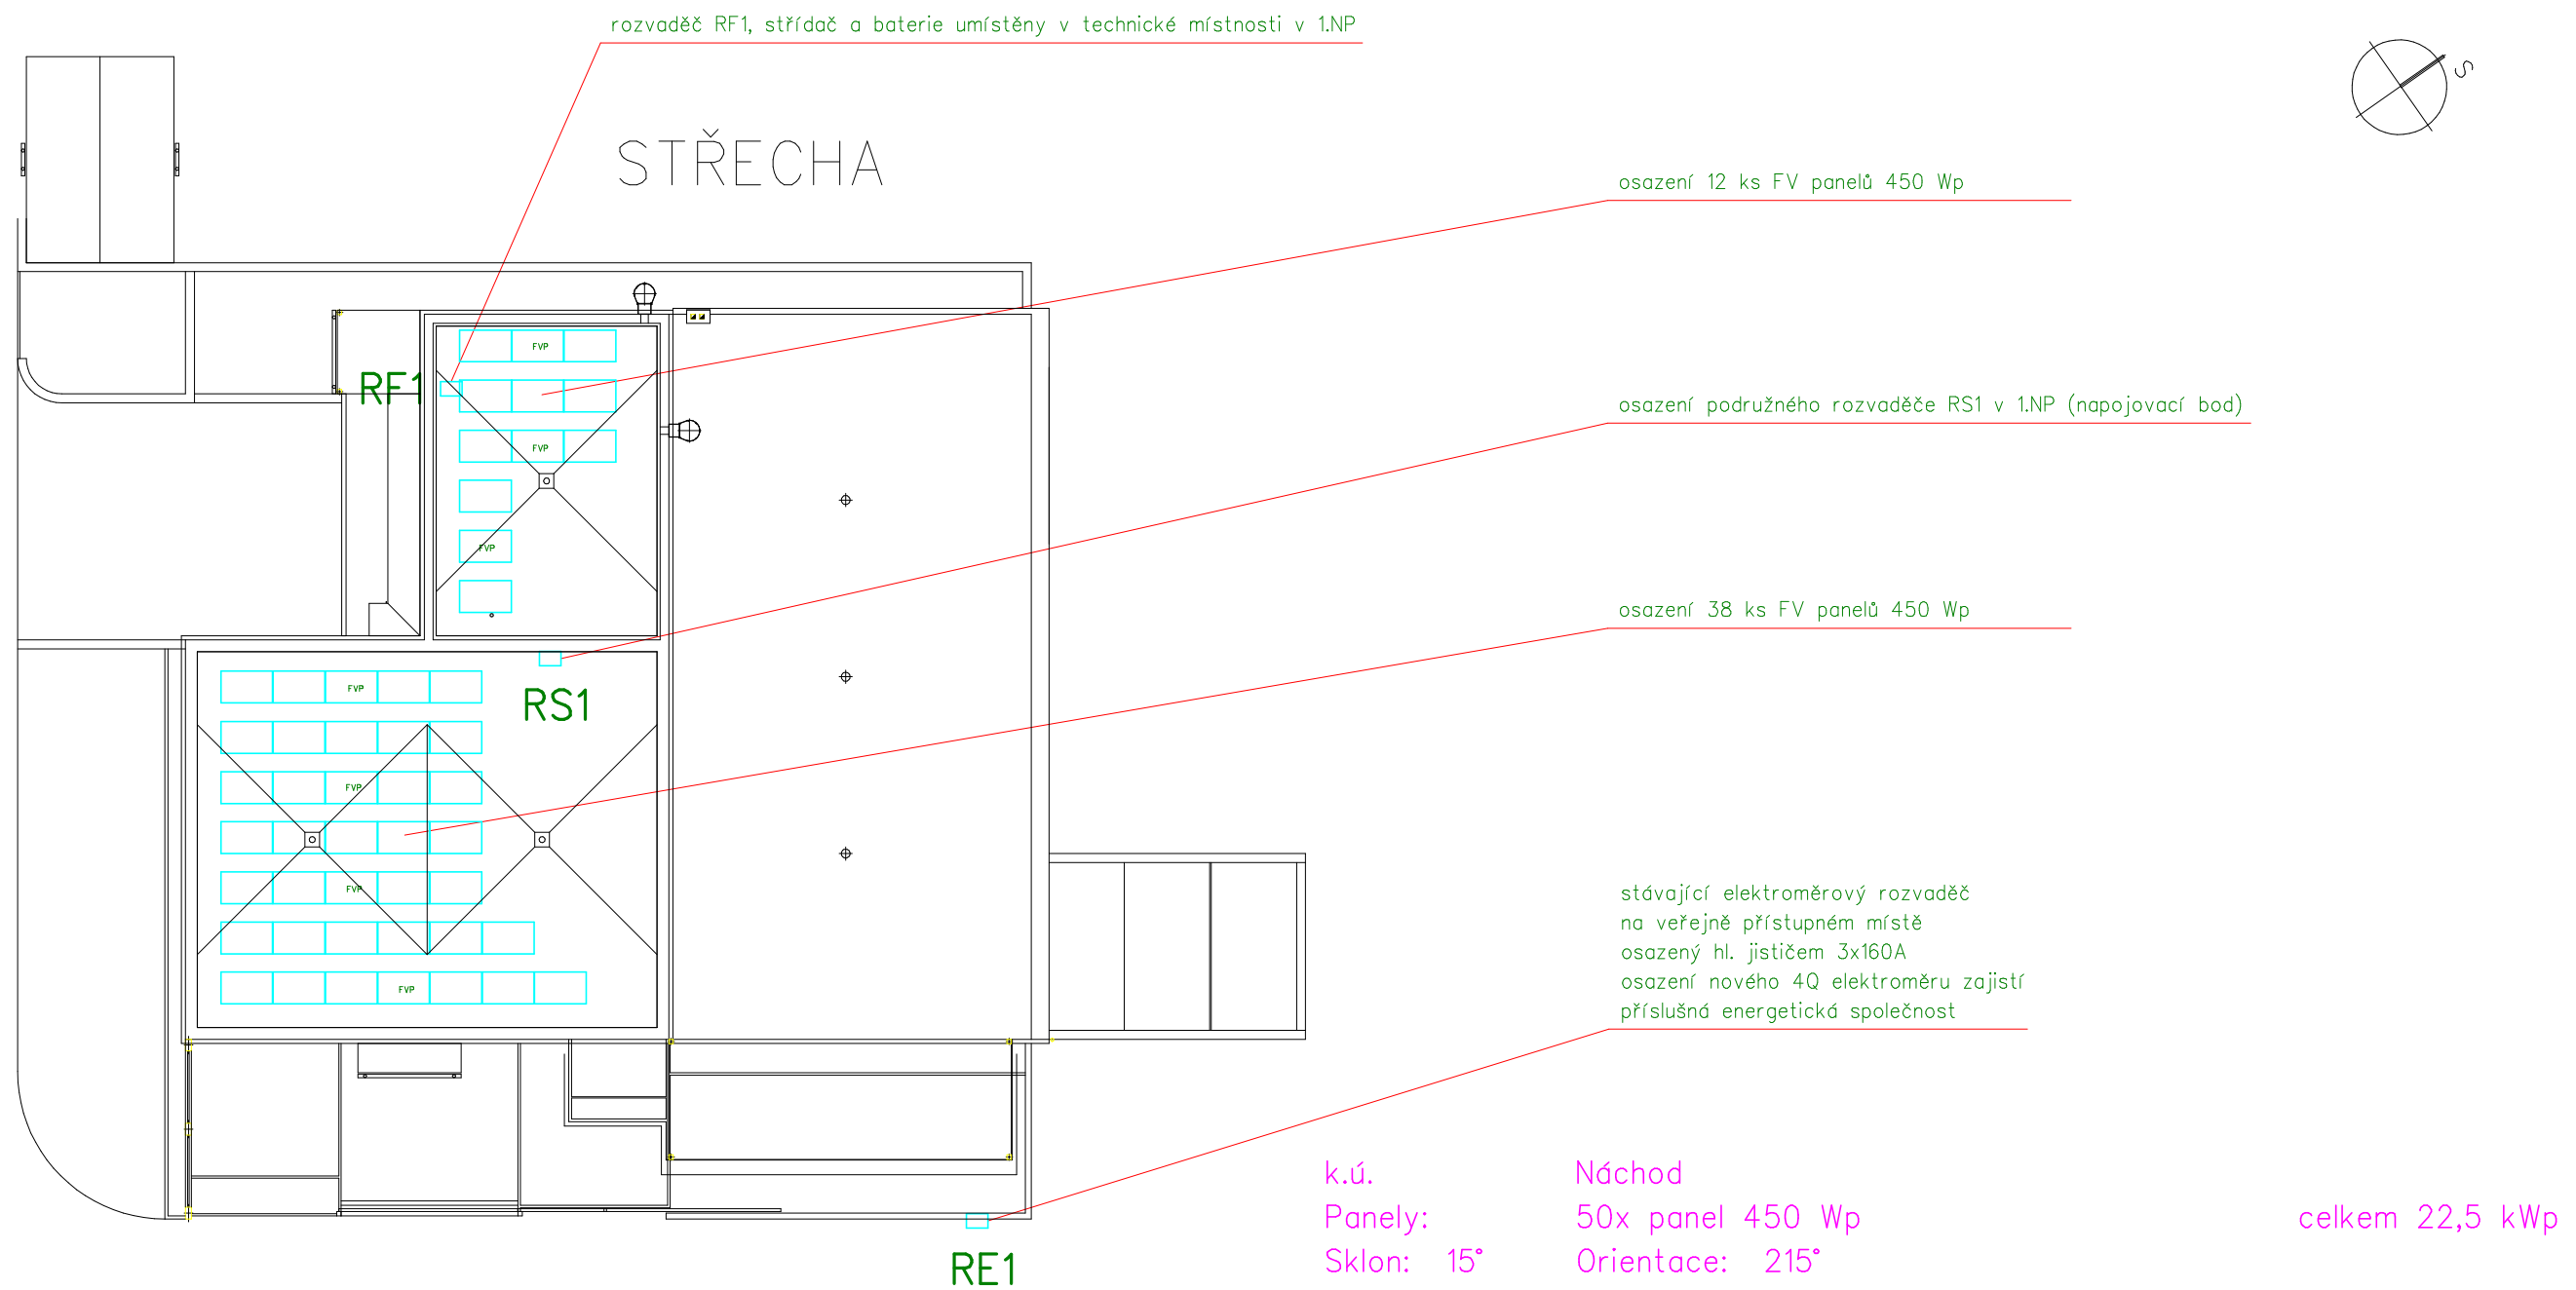 rozvaděč RF1, střídač a baterie umístěny v technické místnosti v 1.NP
S
STŘECHA
osazení 12 ks FV panelů 450 Wp
FVP
RF1
osazení podružného rozvaděče RS1 v 1.NP (napojovací bod)
FVP
FVP
osazení 38 ks FV panelů 450 Wp
FVP
RS1
FVP
FVP
stávající elektroměrový rozvaděč
na veřejně přístupném místě
osazený hl. jističem 3x160A
osazení nového 4Q elektroměru zajistí
příslušná energetická společnost
FVP
k.ú. Náchod
Panely: 50x panel 450 Wp celkem 22,5 kWp
Sklon: 15° Orientace: 215°
RE1